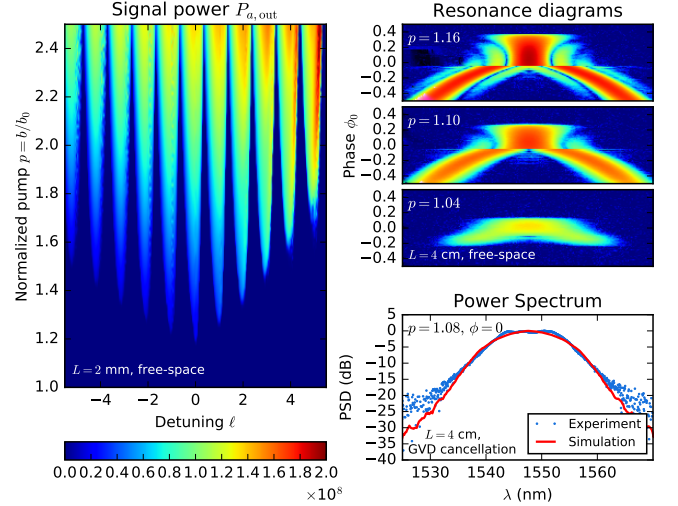 Signal power P_{a,out}
Normalized pump p = b/b_0
2.4
2.2
2.0
1.8
1.6
1.4
1.2
1.0
L = 2 mm, free-space
−4 −2 0 2 4
Detuning ℓ
0.0 0.2 0.4 0.6 0.8 1.0 1.2 1.4 1.6 1.8 2.0
×10^8
Resonance diagrams
Phase ϕ_0
0.4
0.2
0.0
−0.2
−0.4
p = 1.16
0.4
0.2
0.0
−0.2
−0.4
p = 1.10
0.4
0.2
0.0
−0.2
−0.4
p = 1.04
L = 4 cm, free-space
Power Spectrum
PSD (dB)
5
0
−5
−10
−15
−20
−25
−30
−35
−40
p = 1.08, ϕ = 0
L = 4 cm,
GVD cancellation
Experiment
Simulation
1530 1540 1550 1560
λ (nm)